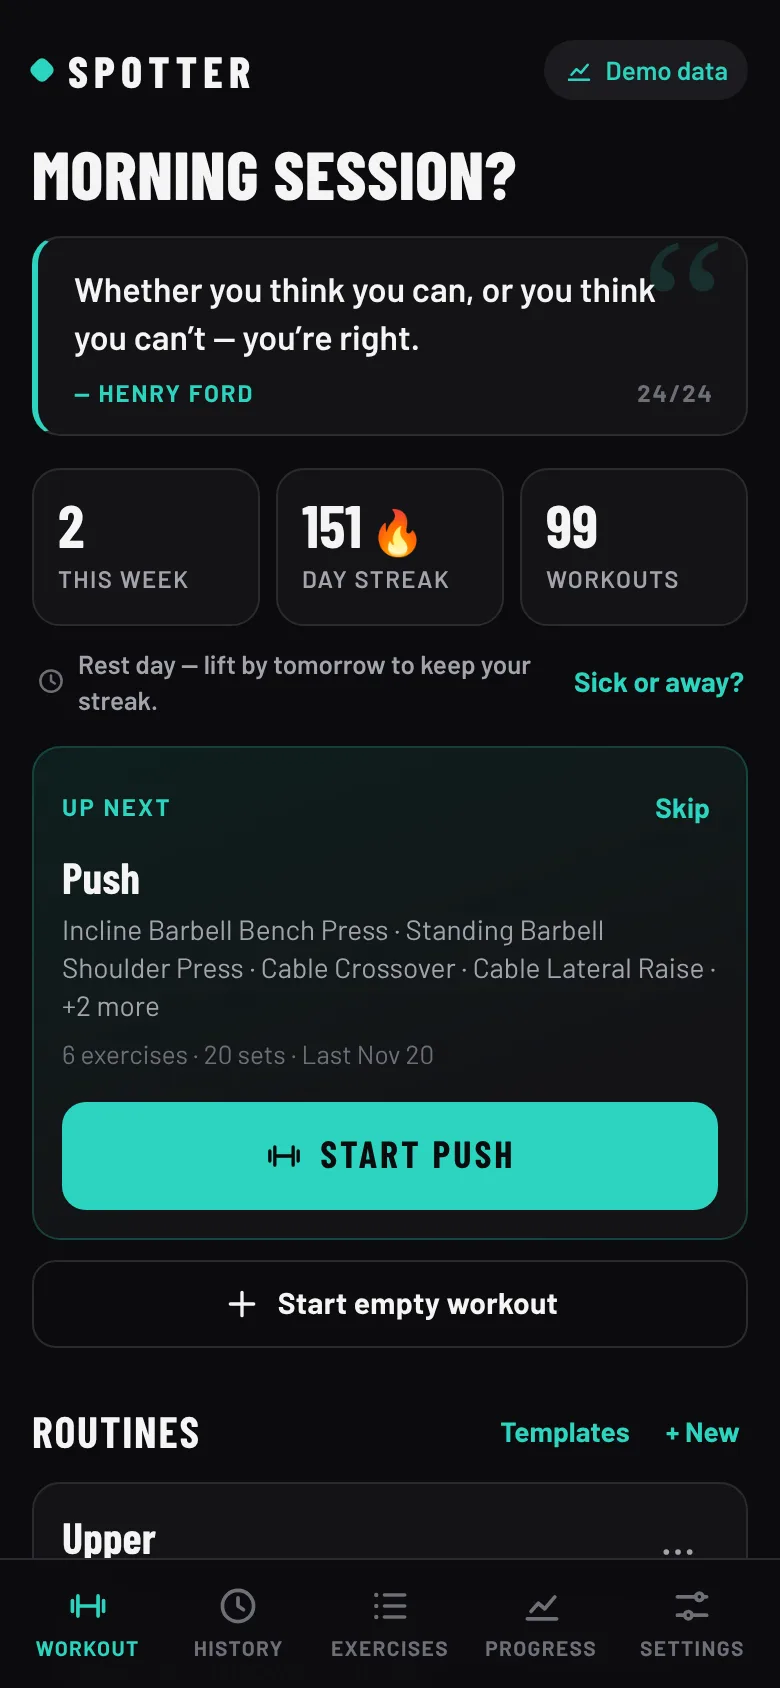 SPOTTER
Demo data
MORNING SESSION?
Whether you think you can, or you think
you can’t – you’re right.
– HENRY FORD
24/24
2
THIS WEEK
151 🔥
DAY STREAK
99
WORKOUTS
Rest day – lift by tomorrow to keep your
streak.
Sick or away?
UP NEXT
Skip
Push
Incline Barbell Bench Press · Standing Barbell
Shoulder Press · Cable Crossover · Cable Lateral Raise ·
+2 more
6 exercises · 20 sets · Last Nov 20
START PUSH
+ Start empty workout
ROUTINES
Templates
+ New
Upper
...
WORKOUT
HISTORY
EXERCISES
PROGRESS
SETTINGS